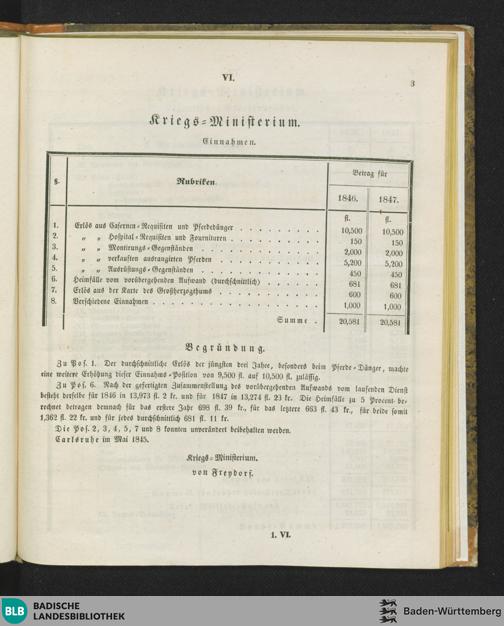 VI.
3
Kriegs-Ministerium.
Einnahmen.
§. Rubriken. Betrag für
1846. 1847.
fl. fl.
1. Erlös aus Casernen-Requisiten und Pferdedünger . . . . . . . . 10,500 10,500
2. „ „ Hospital-Requisiten und Fournituren . . . . . . . . 150 150
3. „ „ Montirungs-Gegenständen . . . . . . . . 2,000 2,000
4. „ „ verkauften ausrangirten Pferden . . . . . . . . 5,200 5,200
5. „ „ Ausrüstungs-Gegenständen . . . . . . . . 450 450
6. Heimfälle vom vorübergehenden Aufwand (durchschnittlich) . . . . . . 681 681
7. Erlös aus der Karte des Großherzogthums . . . . . . . . 600 600
8. Verschiedene Einnahmen . . . . . . . . 1,000 1,000
Summe . 20,581 20,581
Begründung.
Zu Pos. 1. Der durchschnittliche Erlös der jüngsten drei Jahre, besonders beim Pferde-Dünger, machte
eine weitere Erhöhung dieser Einnahms-Position von 9,500 fl. auf 10,500 fl. zulässig.
Zu Pos. 6. Nach der gefertigten Zusammenstellung des vorübergehenden Aufwands vom laufenden Dienst
besteht derselbe für 1846 in 13,973 fl. 2 kr. und für 1847 in 13,274 fl. 23 kr. Die Heimfälle zu 5 Procent be-
rechnet betragen demnach für das erstere Jahr 698 fl. 39 kr., für das letztere 663 fl. 43 kr., für beide somit
1,362 fl. 22 kr. und für jedes durchschnittlich 681 fl. 11 kr.
Die Pos. 2, 3, 4, 5, 7 und 8 konnten unverändert beibehalten werden.
Carlsruhe im Mai 1845.
Kriegs-Ministerium.
von Freydorf.
1. VI.
BLB BADISCHE
LANDESBIBLIOTHEK
Baden-Württemberg